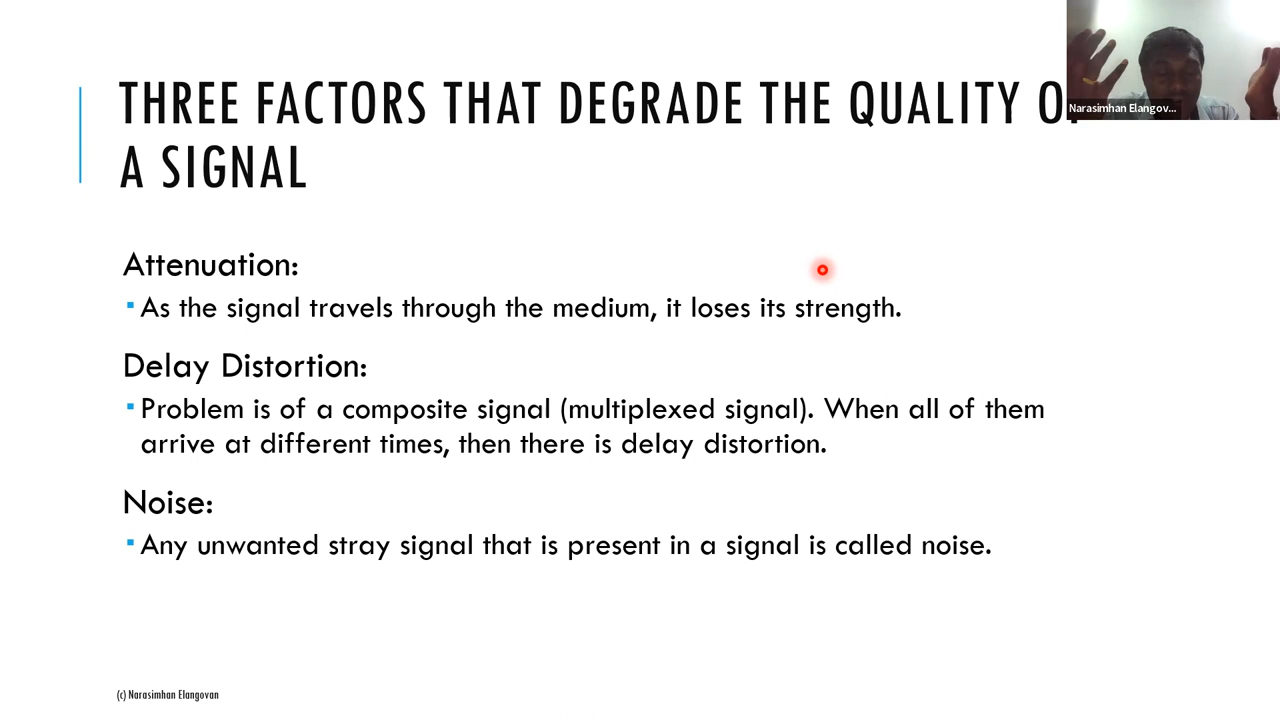 THREE FACTORS THAT DEGRADE THE QUALITY
A SIGNAL
Narasimhan Elangov...
Attenuation:
As the signal travels through the medium, it loses its strength.
Delay Distortion:
Problem is of a composite signal (multiplexed signal). When all of them
arrive at different times, then there is delay distortion.
Noise:
Any unwanted stray signal that is present in a signal is called noise.
(c) Narasimhan Elangovan